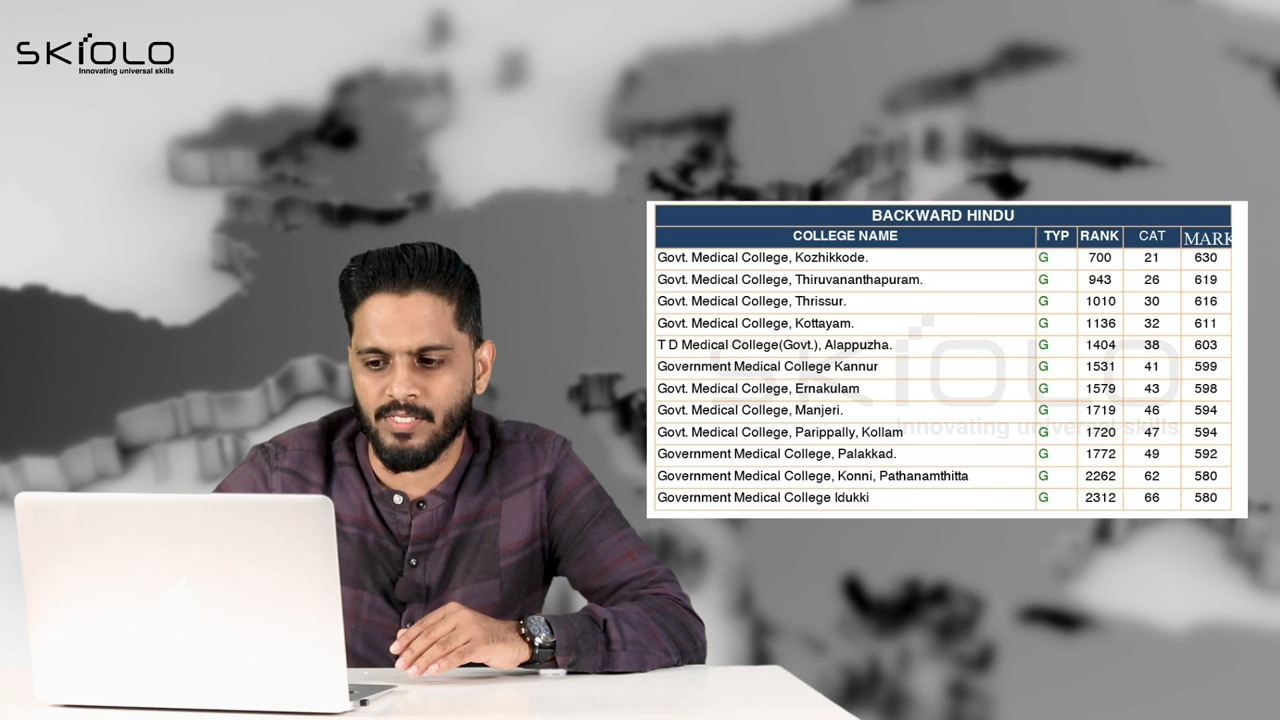 SKiOLO
Innovating universal skills
BACKWARD HINDU
COLLEGE NAME TYP RANK CAT MARK
Govt. Medical College, Kozhikkode. G 700 21 630
Govt. Medical College, Thiruvananthapuram. G 943 26 619
Govt. Medical College, Thrissur. G 1010 30 616
Govt. Medical College, Kottayam. G 1136 32 611
T D Medical College(Govt.), Alappuzha. G 1404 38 603
Government Medical College Kannur G 1531 41 599
Govt. Medical College, Ernakulam G 1579 43 598
Govt. Medical College, Manjeri. G 1719 46 594
Govt. Medical College, Parippally, Kollam G 1720 47 594
Government Medical College, Palakkad. G 1772 49 592
Government Medical College, Konni, Pathanamthitta G 2262 62 580
Government Medical College Idukki G 2312 66 580
SKiOLO
Innovating universal skills